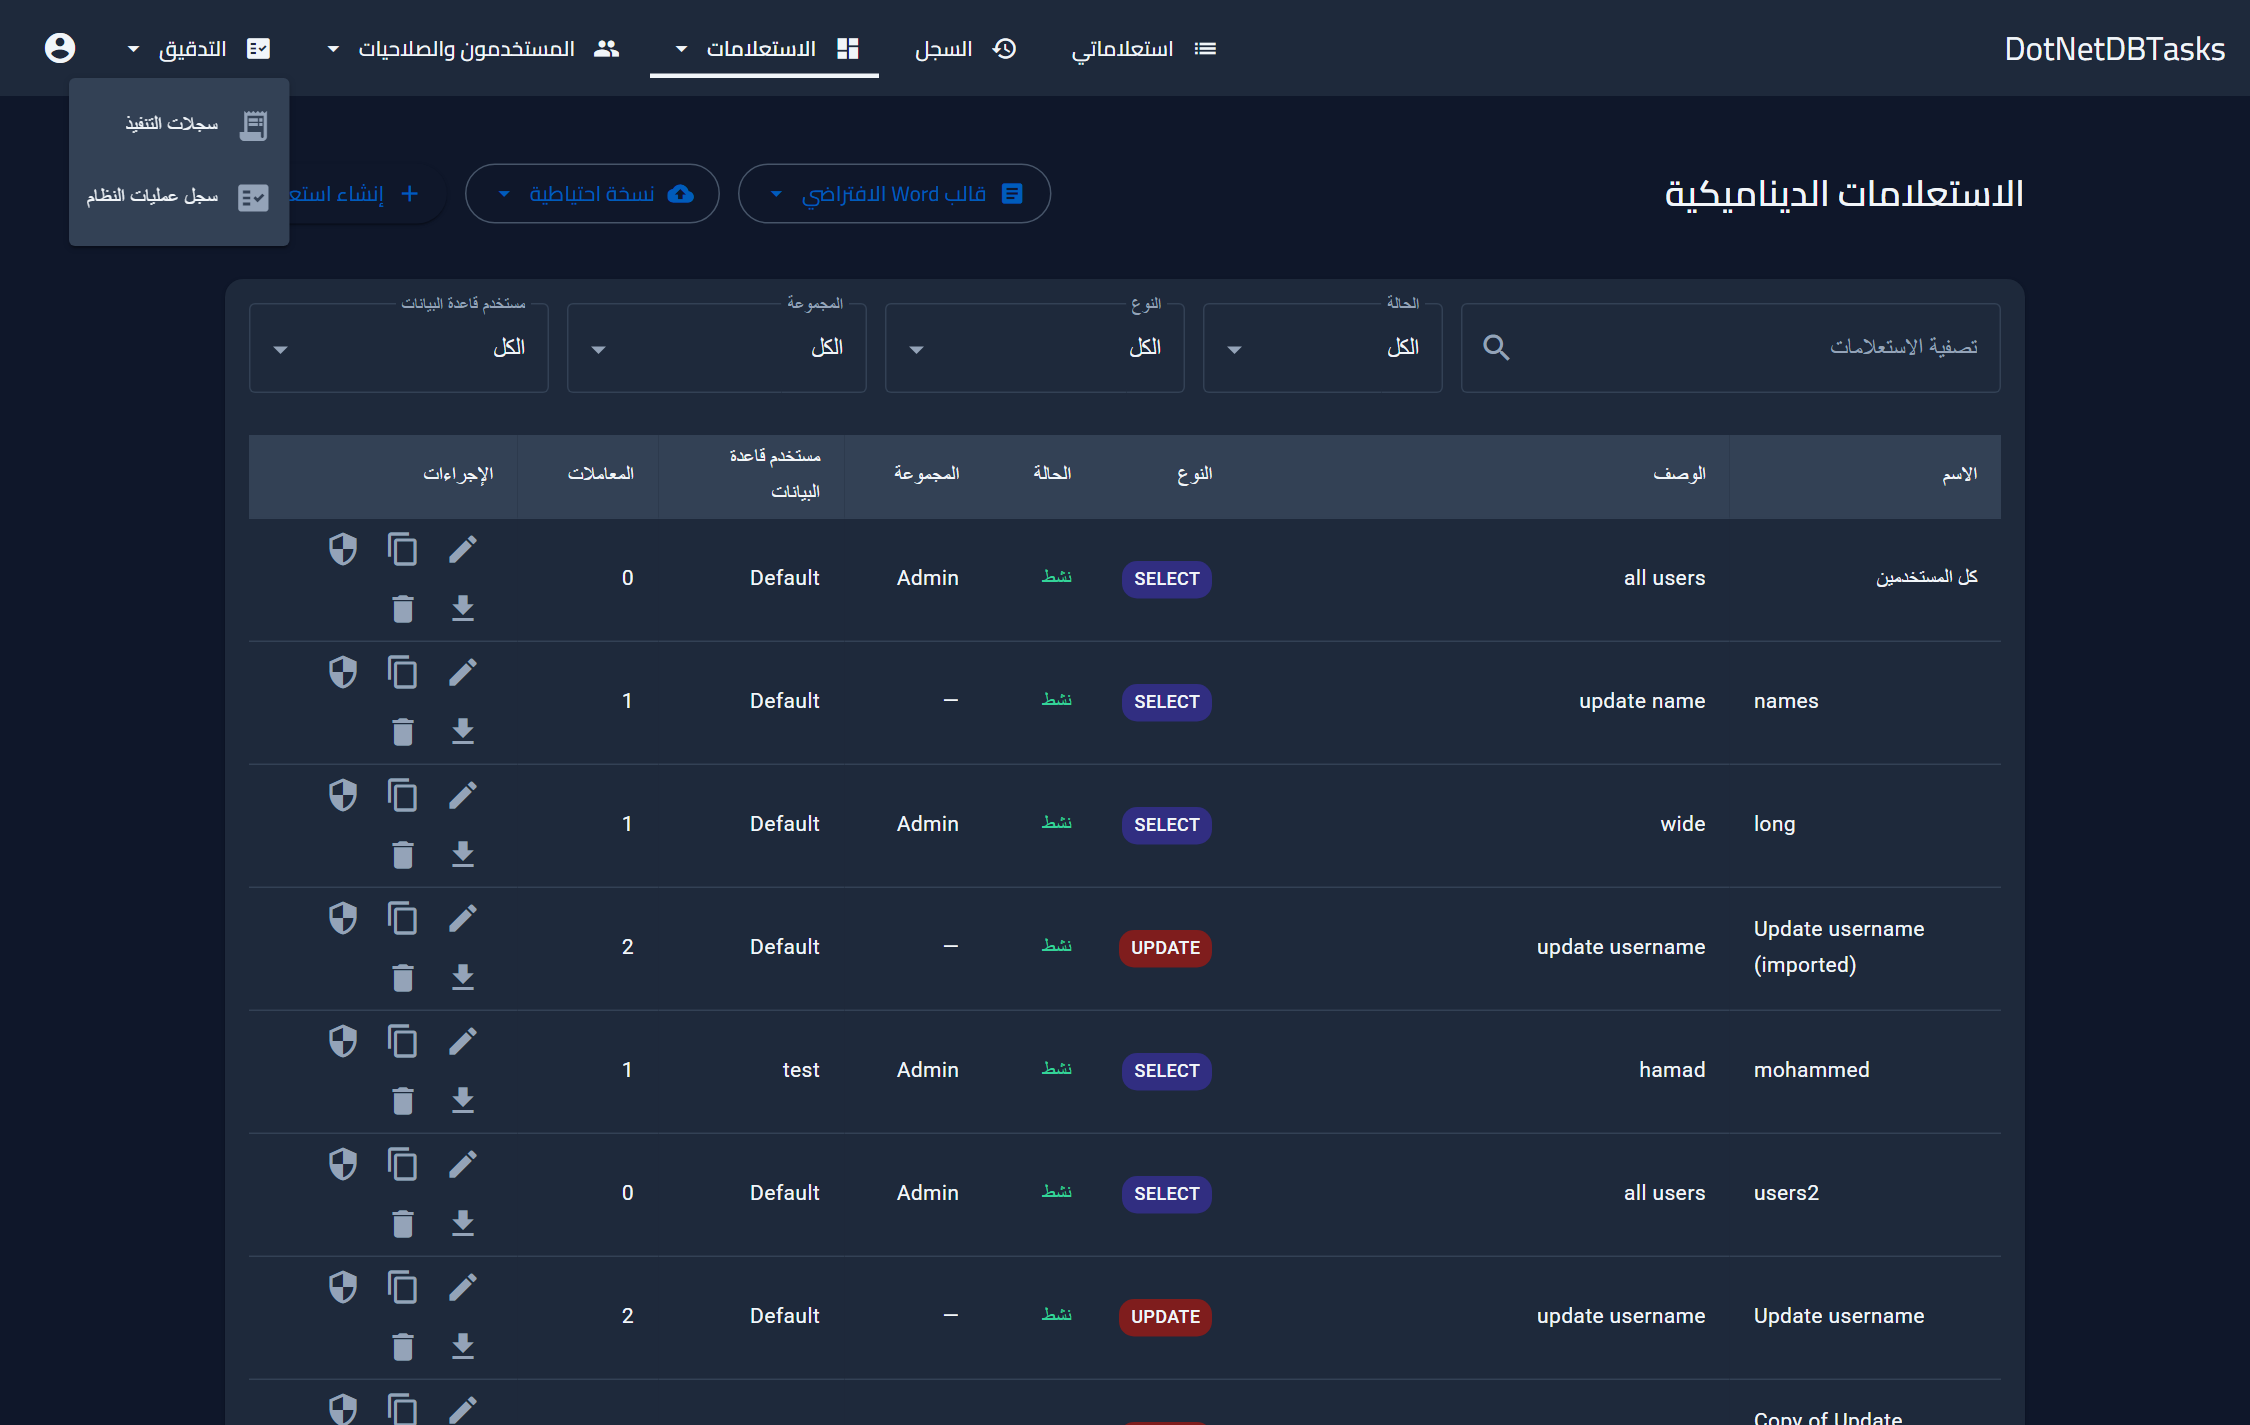 DotNetDBTasks
استعلاماتي
السجل
الاستعلامات
المستخدمون والصلاحيات
التدقيق
سجلات التنفيذ
سجل عمليات النظام
الاستعلامات الديناميكية
قالب Word الافتراضي
نسخة احتياطية
إنشاء
تصفية الاستعلامات
الحالة
الكل
النوع
الكل
المجموعة
الكل
مستخدم قاعدة البيانات
الكل
الاسم الوصف النوع الحالة المجموعة مستخدم قاعدة البيانات المعاملات الإجراءات
كل المستخدمين all users SELECT نشط Admin Default 0
names update name SELECT نشط — Default 1
long wide SELECT نشط Admin Default 1
Update username (imported) update username UPDATE نشط — Default 2
mohammed hamad SELECT نشط Admin test 1
users2 all users SELECT نشط Admin Default 0
Update username update username UPDATE نشط — Default 2
Copy of Update